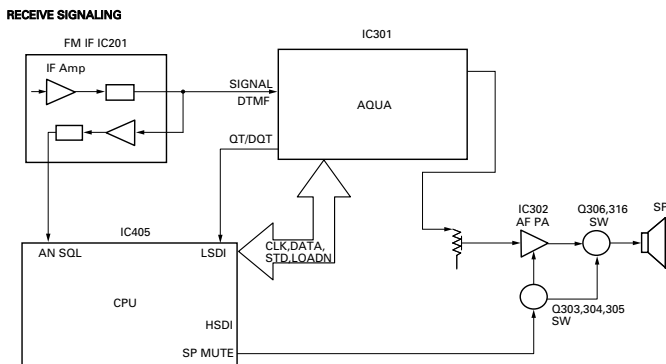 RECEIVE SIGNALING
FM IF IC201
IF Amp
IC301
AQUA
SIGNAL
DTMF
QT/DQT
IC302
AF PA
Q306,316
SW
SP
IC405
AN SQL
LSDI
CLK,DATA,
STD,LOADN
CPU
HSDI
SP MUTE
Q303,304,305
SW